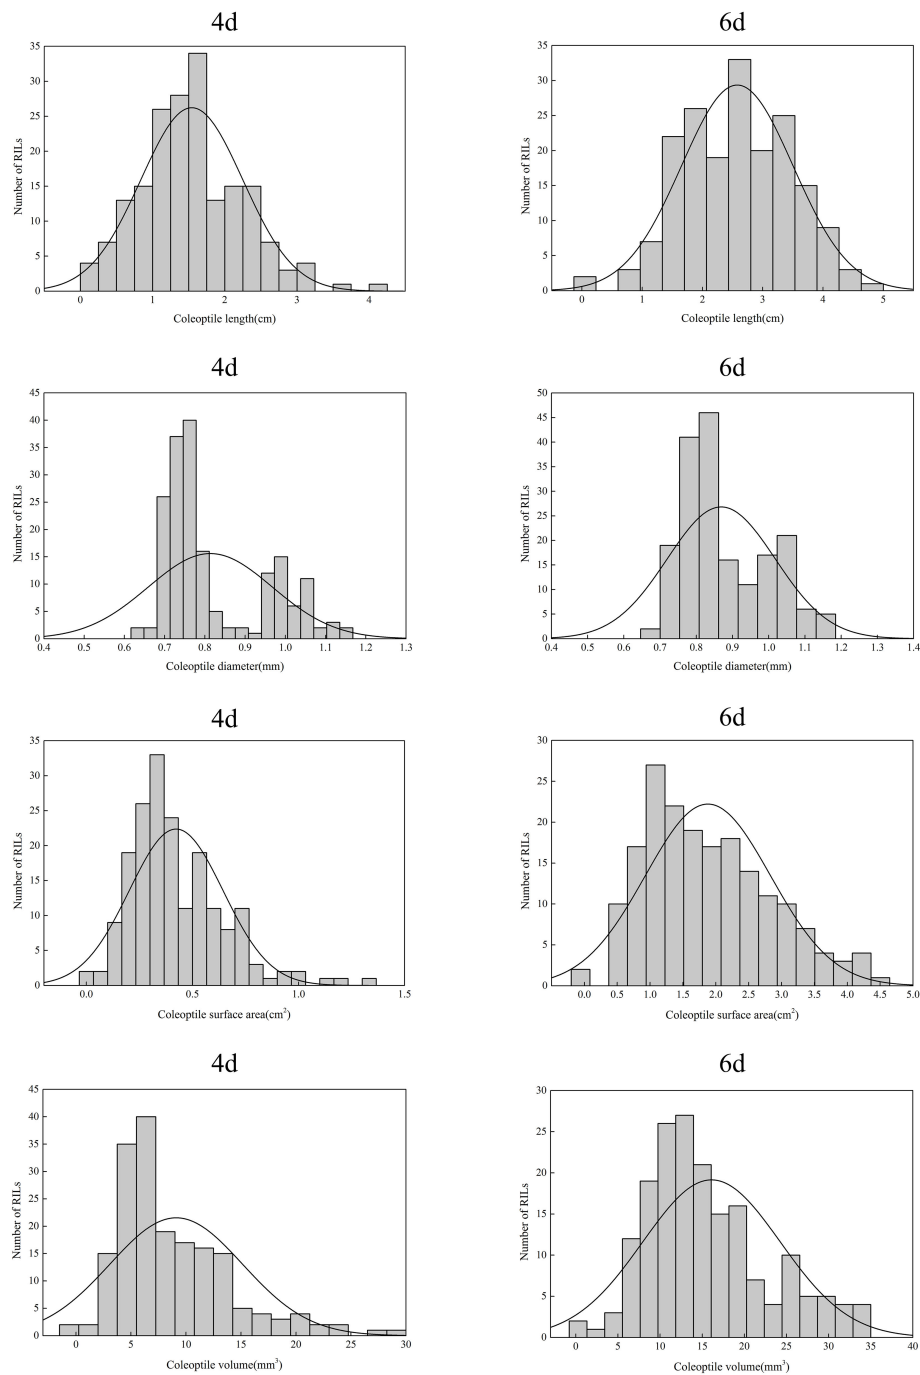 4d
35
30
25
20
15
10
5
0
Number of RILs
0 1 2 3 4
Coleoptile length(cm)
6d
35
30
25
20
15
10
5
0
Number of RILs
0 1 2 3 4 5
Coleoptile length(cm)
4d
45
40
35
30
25
20
15
10
5
0
Number of RILs
0.4 0.5 0.6 0.7 0.8 0.9 1.0 1.1 1.2 1.3
Coleoptile diameter(mm)
6d
50
45
40
35
30
25
20
15
10
5
0
Number of RILs
0.4 0.5 0.6 0.7 0.8 0.9 1.0 1.1 1.2 1.3 1.4
Coleoptile diameter(mm)
4d
35
30
25
20
15
10
5
0
Number of RILs
0.0 0.5 1.0 1.5
Coleoptile surface area(cm²)
6d
30
25
20
15
10
5
0
Number of RILs
0.0 0.5 1.0 1.5 2.0 2.5 3.0 3.5 4.0 4.5 5.0
Coleoptile surface area(cm²)
4d
45
40
35
30
25
20
15
10
5
0
Number of RILs
0 5 10 15 20 25 30
Coleoptile volume(mm³)
6d
30
25
20
15
10
5
0
Number of RILs
0 5 10 15 20 25 30 35 40
Coleoptile volume(mm³)